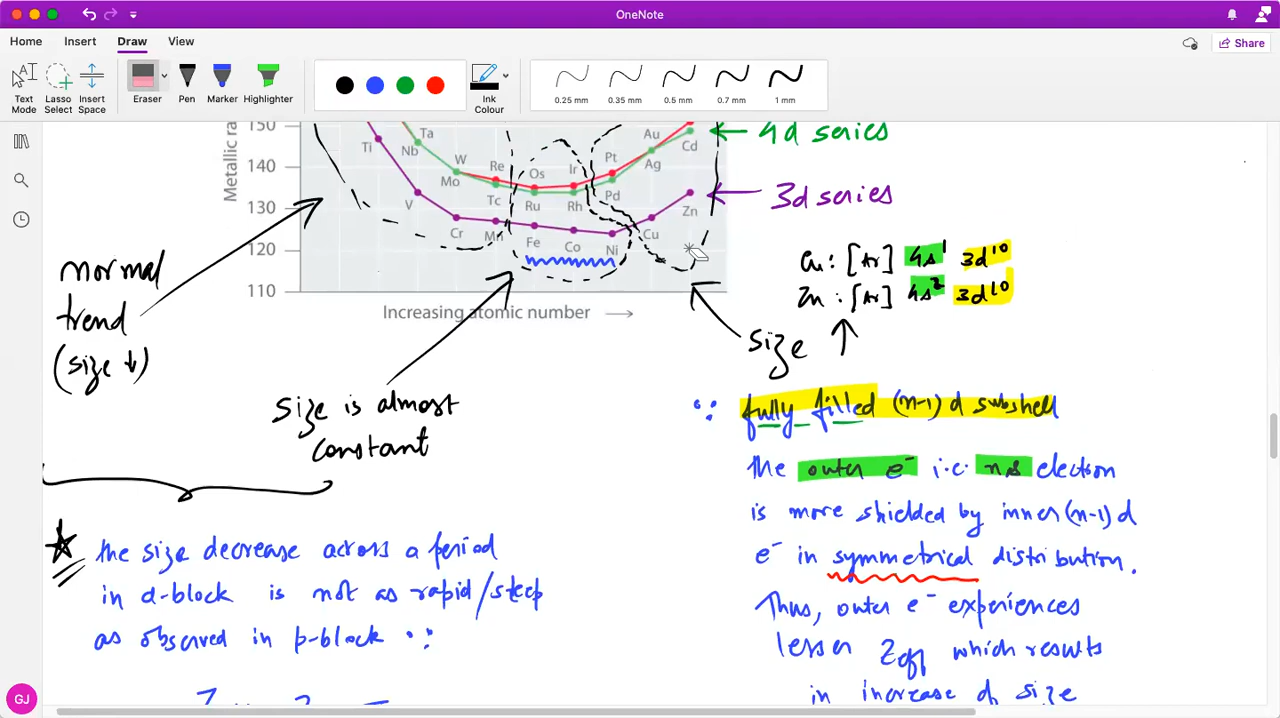 OneNote
Home Insert Draw View
Share
Text Mode
Lasso Select
Insert Space
Eraser
Pen
Marker
Highlighter
Ink Colour
0.25 mm 0.35 mm 0.5 mm 0.7 mm 1 mm
Metallic ra
150
140
130
120
110
Ti
V
Cr
Mn
Fe
Co
Ni
Cu
Zn
Nb
Mo
Tc
Ru
Rh
Pd
Ag
Cd
Ta
W
Re
Os
Ir
Pt
Au
Increasing atomic number →
← 4d series
← 3d series
normal
trend
(size ↓)
size is almost
constant
Cu : [Ar] 4s¹ 3d¹⁰
Zn : [Ar] 4s² 3d¹⁰
size ↑
∵ fully filled (n-1) d subshell
the outer e⁻ i.e. ns electron
is more shielded by inner (n-1) d
e⁻ in symmetrical distribution.
Thus, outer e⁻ experiences
lesser Zeff which results
in increase of size
the size decrease across a period
in d-block is not as rapid/steep
as observed in p-block ∵
GJ